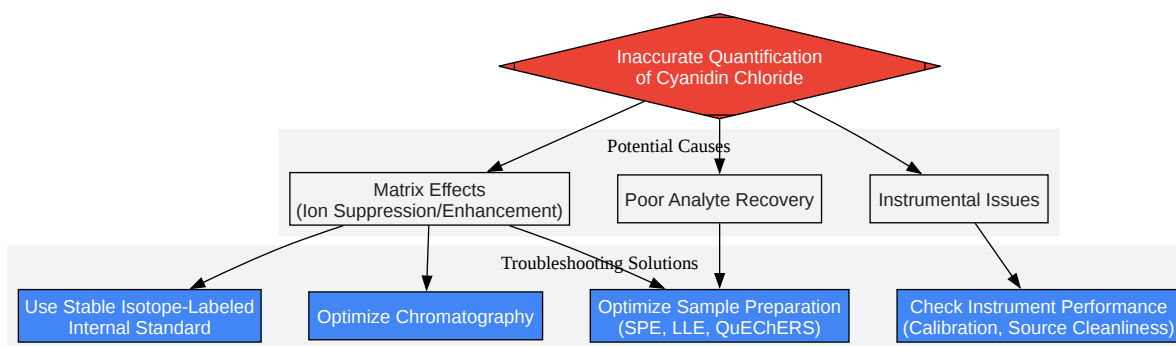 Inaccurate Quantification
of Cyanidin Chloride
Potential Causes
Matrix Effects
(Ion Suppression/Enhancement)
Poor Analyte Recovery
Instrumental Issues
Troubleshooting Solutions
Use Stable Isotope-Labeled
Internal Standard
Optimize Chromatography
Optimize Sample Preparation
(SPE, LLE, QuEChERS)
Check Instrument Performance
(Calibration, Source Cleanliness)